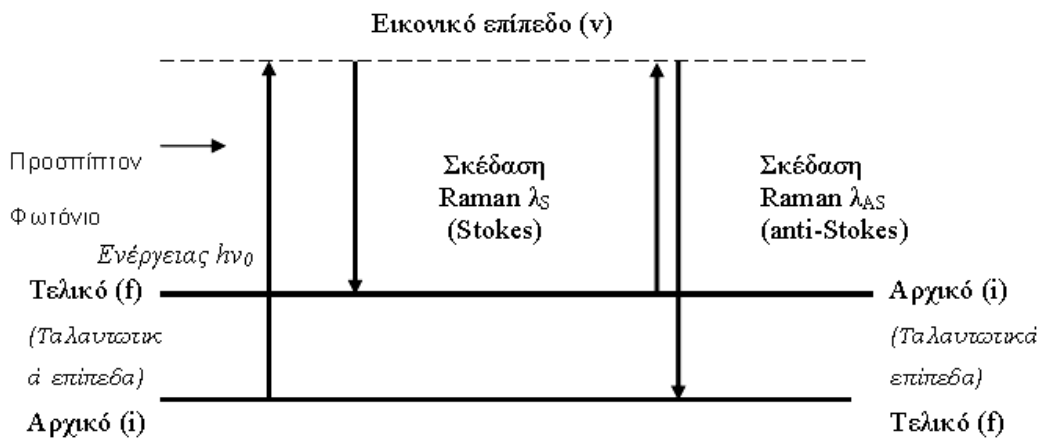 Εικονικό επίπεδο (v)
Προσπίπτον
Φωτόνιο
Ενέργειας hν₀
Σκέδαση
Raman λS
(Stokes)
Σκέδαση
Raman λAS
(anti-Stokes)
Τελικό (f)
(Ταλαντωτικ
ά επίπεδα)
Αρχικό (i)
Αρχικό (i)
(Ταλαντωτικά
επίπεδα)
Τελικό (f)